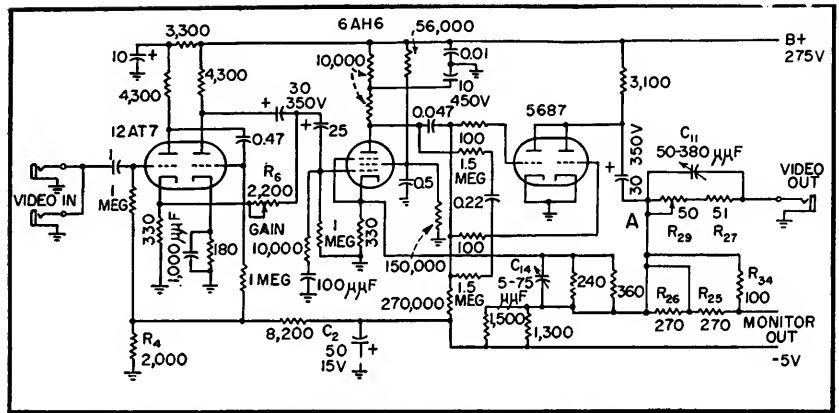 6AH6
56,000
3,300
B+
275V
10 +
0.01
10,000
10
450V
3,100
4,300
4,300
30
350V
+
+
25
0.047
5687
30 350V
+
C11
50-380 μμF
12AT7
0.47
100
1.5
MEG
VIDEO
OUT
1
R6
2,200
0.5
0.22
A
50
51
VIDEO IN
1
MEG
GAIN
R29
R27
330
1,000 μμF
180
10,000
1
MEG
330
100
150,000
C14
5-75
μμF
240
360
R34
100
1 MEG
100 μμF
1.5
MEG
R26
R25
270,000
270
270
MONITOR
OUT
R4
2,000
8,200
C2
50
15V
+
1,500
1,300
-5V